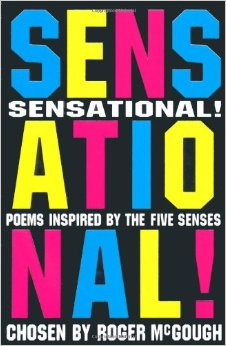 SENS
SENSATIONAL!
ATIO
POEMS INSPIRED BY THE FIVE SENSES
NAL!
CHOSEN BY ROGER McGOUGH